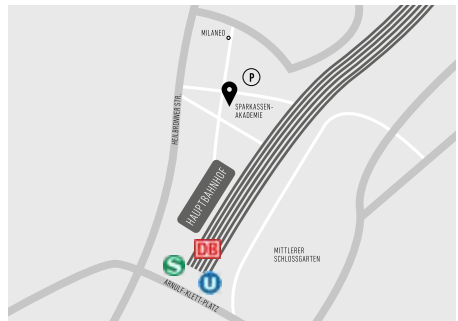 MILANEO
P
SPARKASSEN-
AKADEMIE
HEILBRONNER STR.
HAUPTBAHNHOF
DB
S
U
MITTLERER
SCHLOSSGARTEN
ARNULF-KLETT-PLATZ